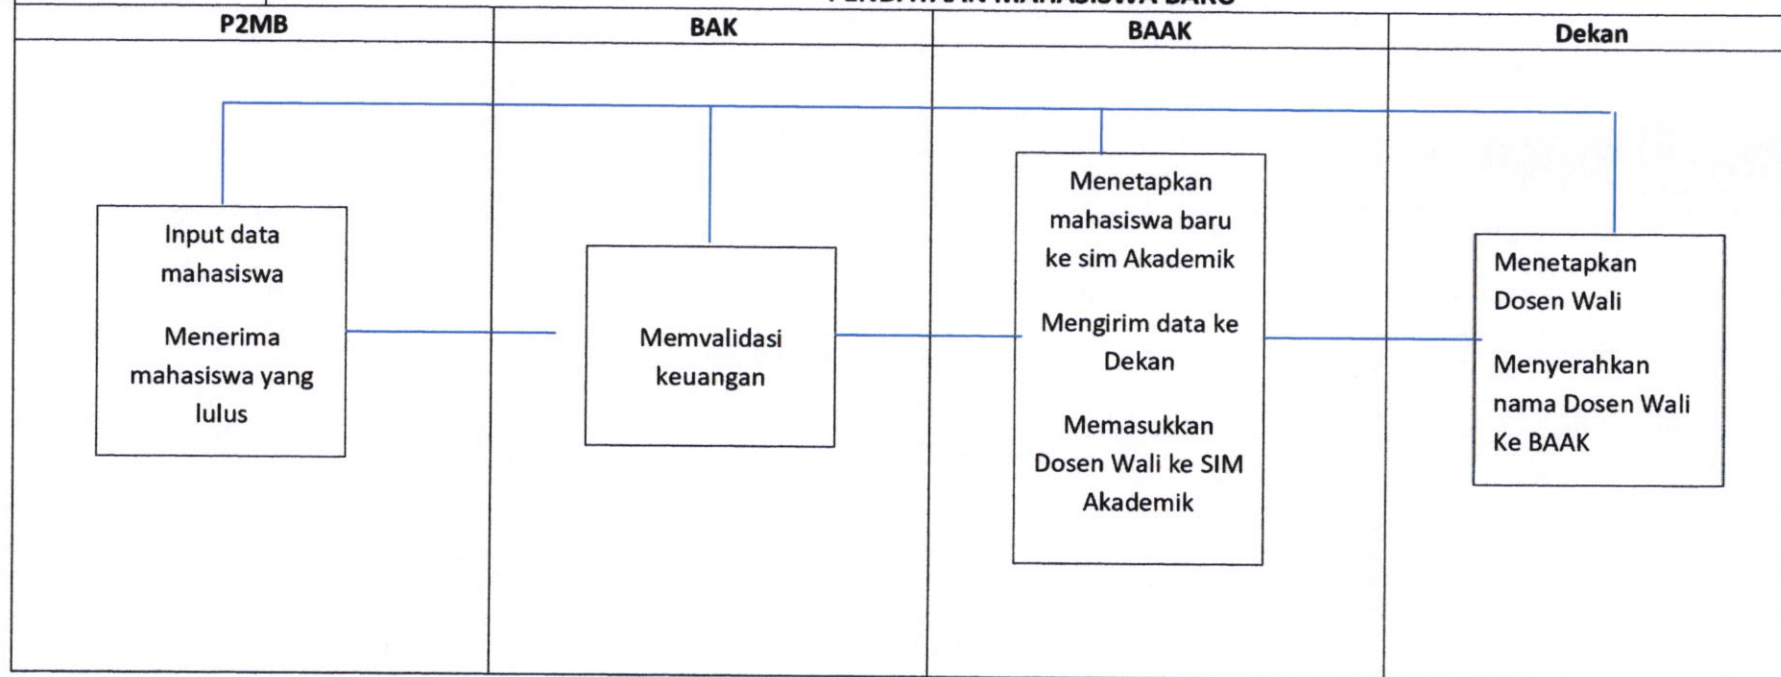 P2MB
BAK
BAAK
Dekan
Input data
mahasiswa
Menerima
mahasiswa yang
lulus
Memvalidasi
keuangan
Menetapkan
mahasiswa baru
ke sim Akademik
Mengirim data ke
Dekan
Memasukkan
Dosen Wali ke SIM
Akademik
Menetapkan
Dosen Wali
Menyerahkan
nama Dosen Wali
Ke BAAK